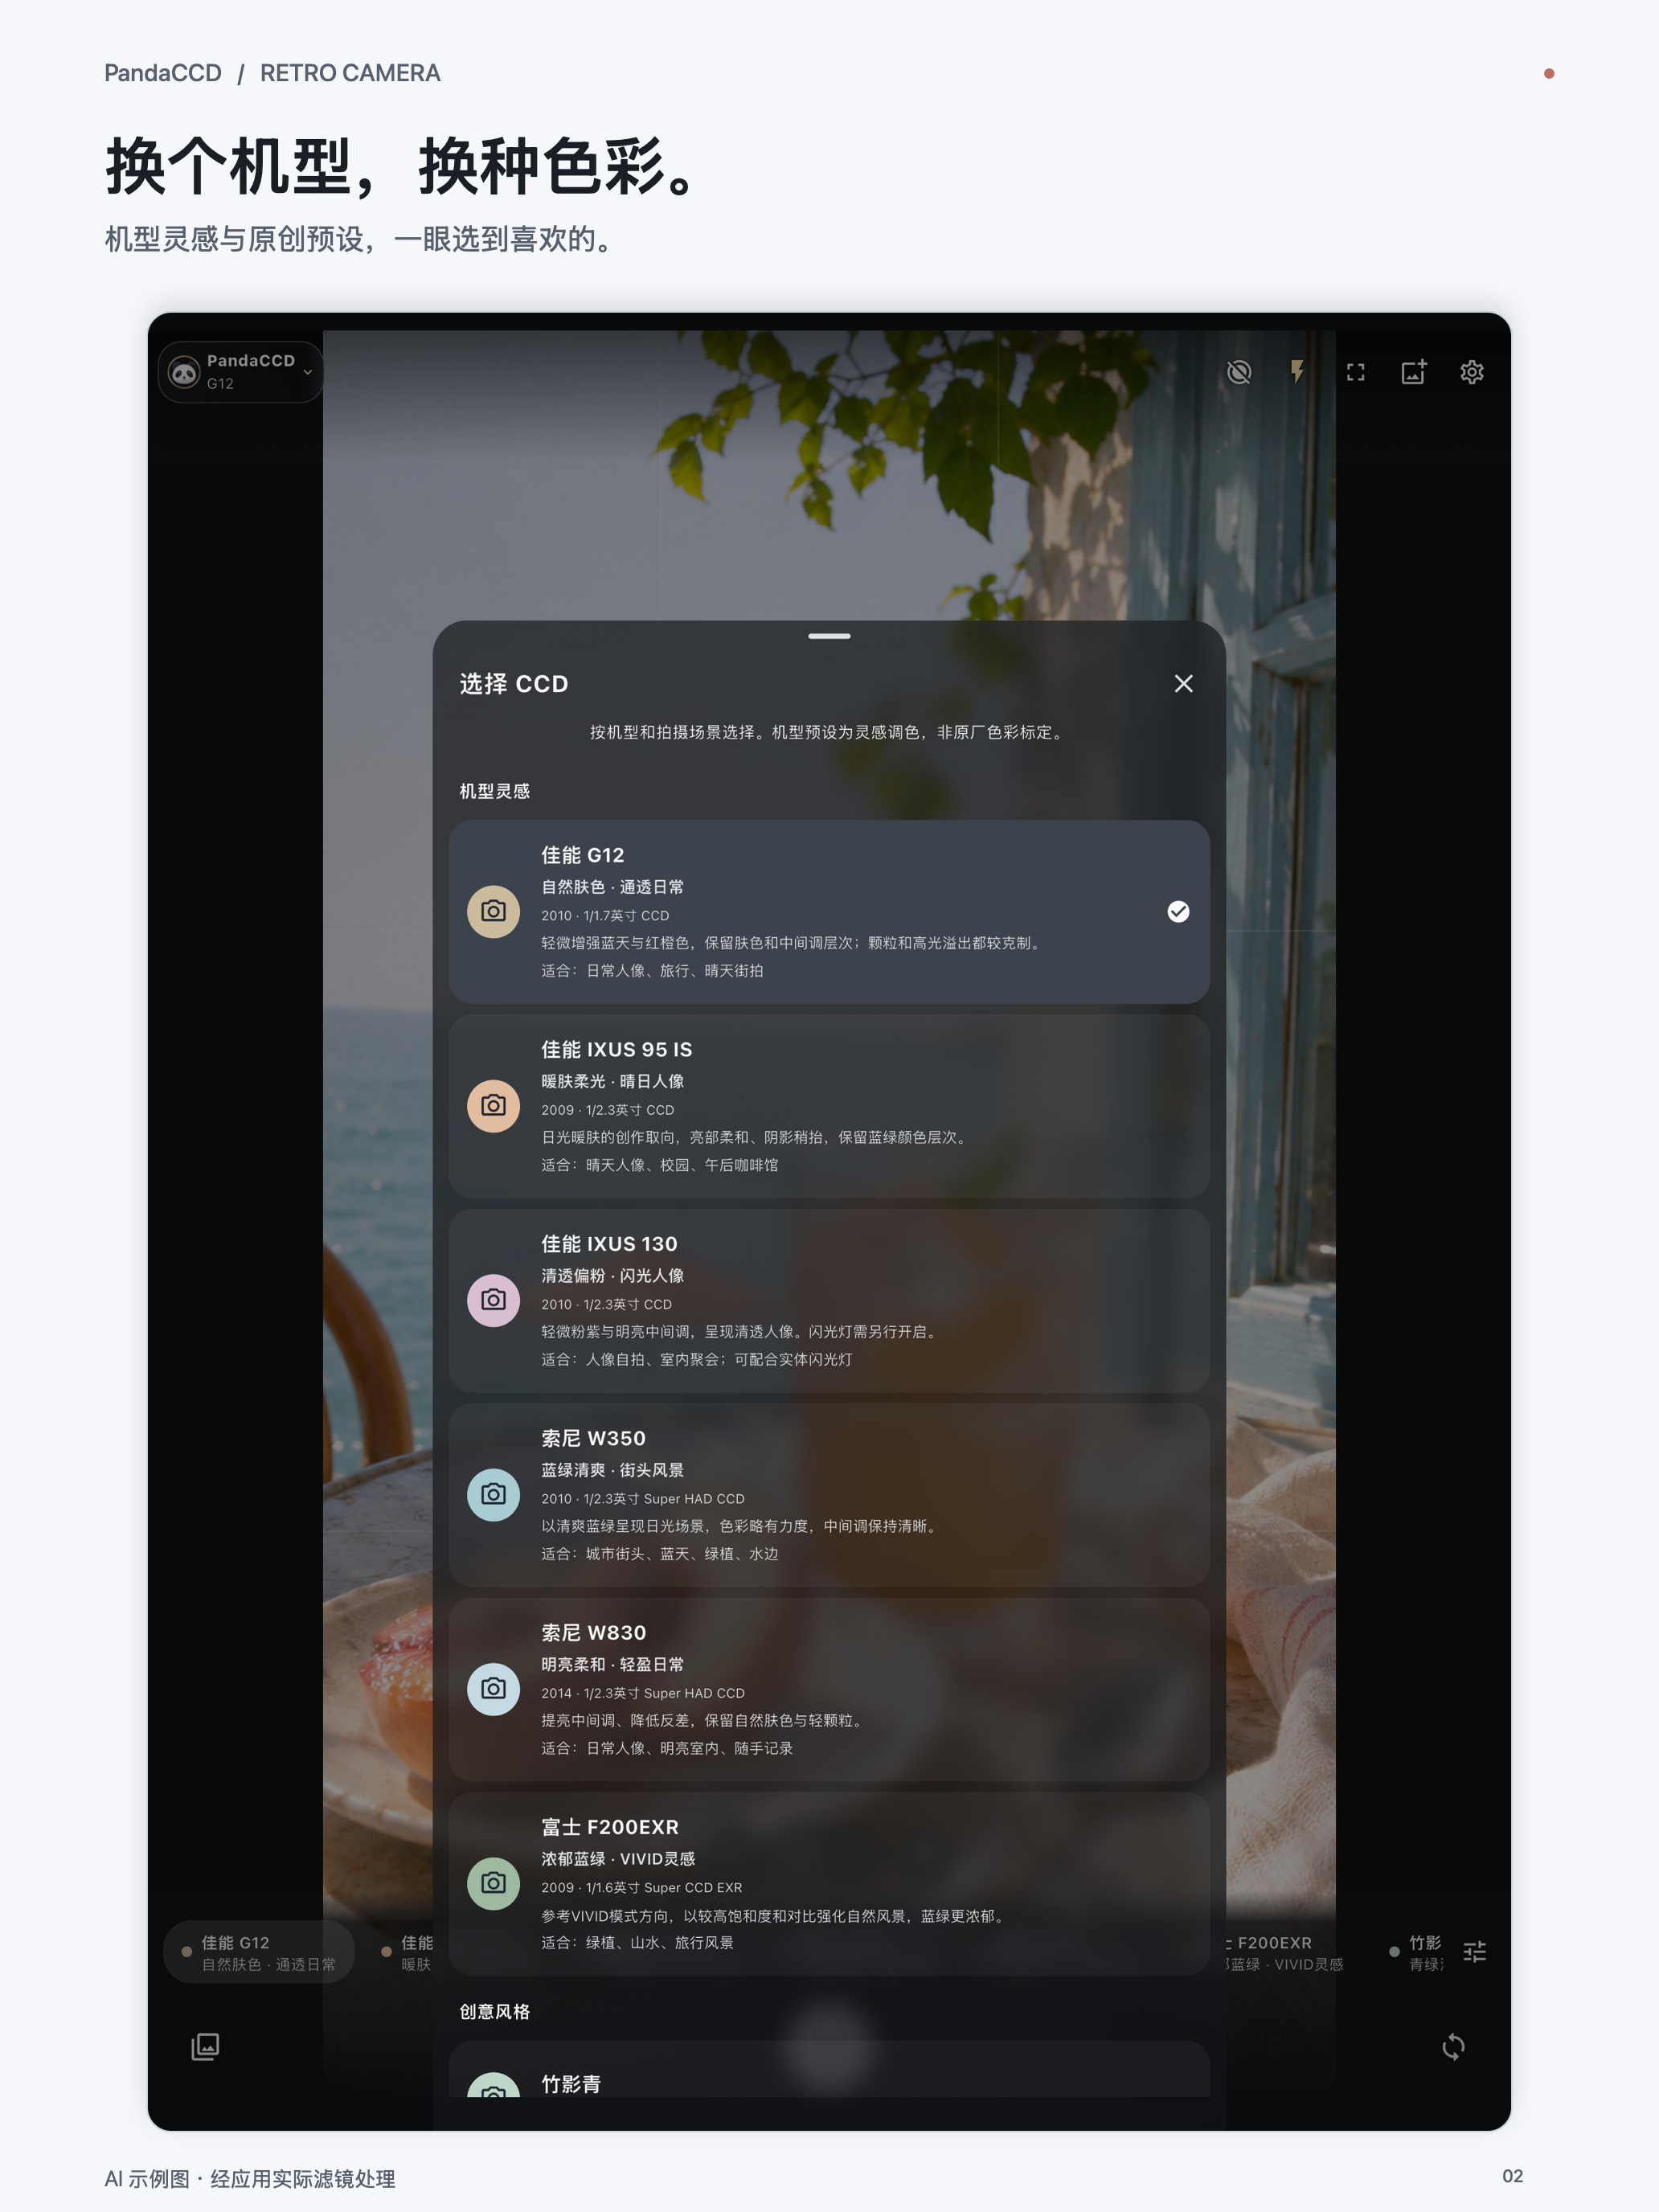 PandaCCD / RETRO CAMERA
换个机型，换种色彩。
机型灵感与原创预设，一眼选到喜欢的。
PandaCCD
G12
选择 CCD
按机型和拍摄场景选择。机型预设为灵感调色，非原厂色彩标定。
机型灵感
佳能 G12
自然肤色 · 通透日常
2010 · 1/1.7英寸 CCD
轻微增强蓝天与红橙色，保留肤色和中间调层次；颗粒和高光溢出都较克制。
适合：日常人像、旅行、晴天街拍
佳能 IXUS 95 IS
暖肤柔光 · 晴日人像
2009 · 1/2.3英寸 CCD
日光暖肤的创作取向，亮部柔和、阴影稍抬，保留蓝绿颜色层次。
适合：晴天人像、校园、午后咖啡馆
佳能 IXUS 130
清透偏粉 · 闪光人像
2010 · 1/2.3英寸 CCD
轻微粉紫与明亮中间调，呈现清透人像。闪光灯需另行开启。
适合：人像自拍、室内聚会；可配合实体闪光灯
索尼 W350
蓝绿清爽 · 街头风景
2010 · 1/2.3英寸 Super HAD CCD
以清爽蓝绿呈现日光场景，色彩略有力度，中间调保持清晰。
适合：城市街头、蓝天、绿植、水边
索尼 W830
明亮柔和 · 轻盈日常
2014 · 1/2.3英寸 Super HAD CCD
提亮中间调、降低反差，保留自然肤色与轻颗粒。
适合：日常人像、明亮室内、随手记录
富士 F200EXR
浓郁蓝绿 · VIVID灵感
2009 · 1/1.6英寸 Super CCD EXR
参考VIVID模式方向，以较高饱和度和对比强化自然风景，蓝绿更浓郁。
适合：绿植、山水、旅行风景
佳能 G12
自然肤色 · 通透日常
佳能
暖肤
F200EXR
蓝绿 · VIVID灵感
竹影
青绿
创意风格
竹影青
AI 示例图 · 经应用实际滤镜处理
02